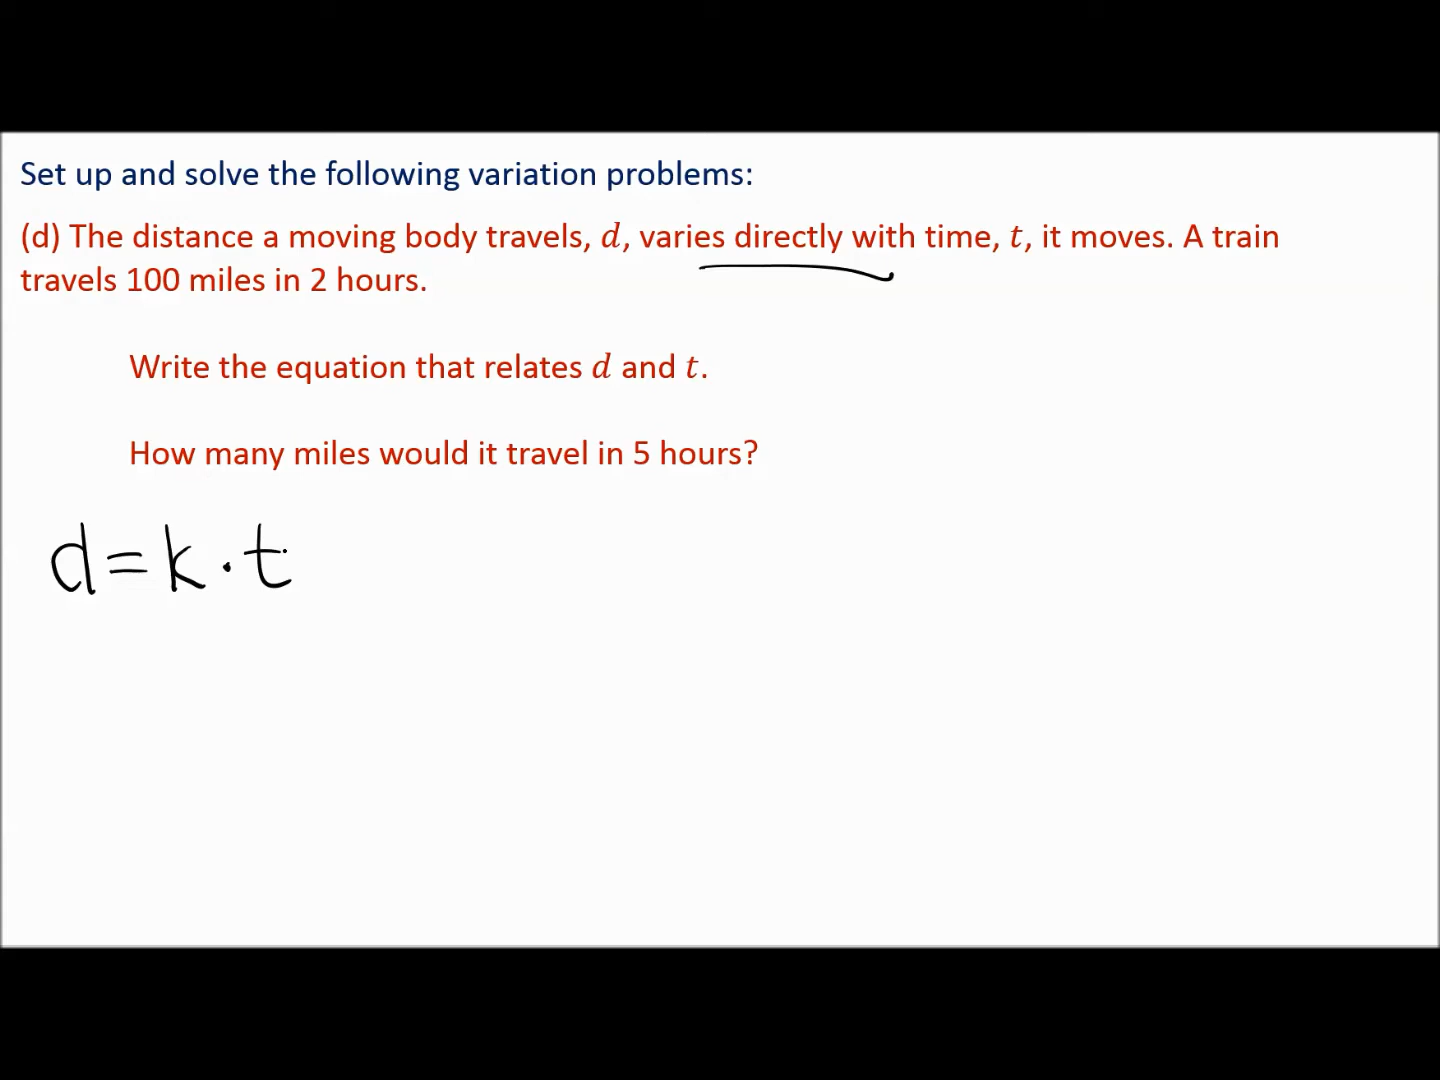 Set up and solve the following variation problems:
(d) The distance a moving body travels, d, varies directly with time, t, it moves. A train
travels 100 miles in 2 hours.
Write the equation that relates d and t.
How many miles would it travel in 5 hours?
d = k · t